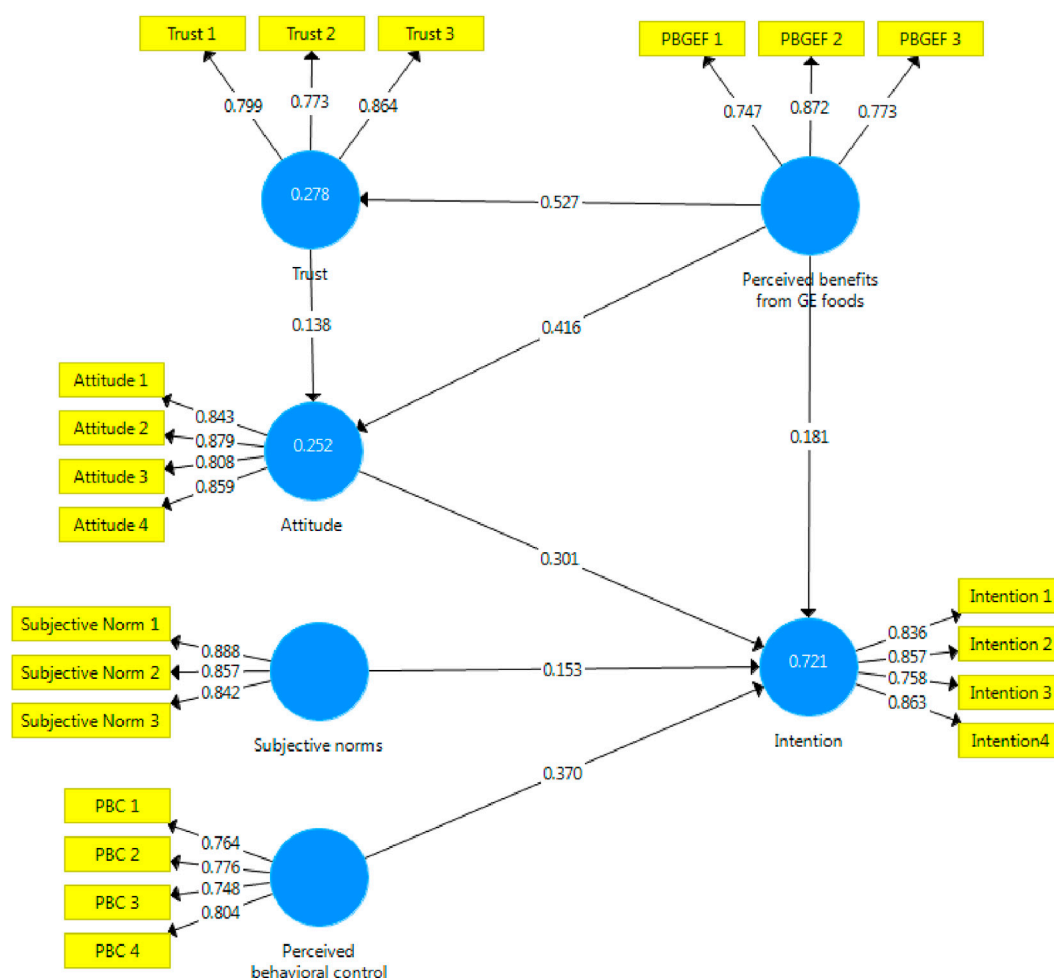 Trust 1
Trust 2
Trust 3
PBGEF 1
PBGEF 2
PBGEF 3
0.799
0.773
0.864
0.747
0.872
0.773
0.278
0.527
Trust
Perceived benefits
from GE foods
0.138
0.416
0.181
Attitude 1
Attitude 2
Attitude 3
Attitude 4
0.843
0.879
0.808
0.859
0.252
Attitude
0.301
Subjective Norm 1
Subjective Norm 2
Subjective Norm 3
0.888
0.857
0.842
Subjective norms
0.153
0.721
Intention
0.836
0.857
0.758
0.863
Intention 1
Intention 2
Intention 3
Intention4
0.370
PBC 1
PBC 2
PBC 3
PBC 4
0.764
0.776
0.748
0.804
Perceived
behavioral control